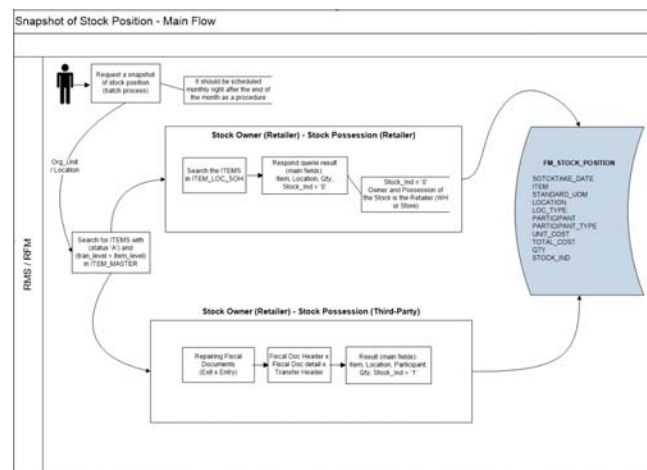 Snapshot of Stock Position - Main Flow
RMS / RFM
Request a snapshot
of stock position
(batch process)
It should be scheduled
monthly right after the end of
the month as a procedure
Org_Unit
/ Location
Search for ITEMS with
(status 'A') and
(tran_level = item_level)
in ITEM_MASTER
Stock Owner (Retailer) - Stock Possession (Retailer)
Search the ITEMS
in ITEM_LOC_SOH
Respond querie result
(main fields)
Item, Location, Qty,
Stock_Ind = '0'
Stock_Ind = '0'
Owner and Possession of
the Stock is the Retailer (WH
or Store)
Stock Owner (Retailer) - Stock Possession (Third-Party)
Repairing Fiscal
Documents
(Exit x Entry)
Fiscal Doc Header x
Fiscal Doc detail x
Transfer Header
Result (main fields)
Item, Location, Participant,
Qty, Stock_Ind = '1'
FM_STOCK_POSITION
SOTCKTAKE_DATE
ITEM
STANDARD_UOM
LOCATION
LOC_TYPE
PARTICIPANT
PARTICIPANT_TYPE
UNIT_COST
TOTAL_COST
QTY
STOCK_IND